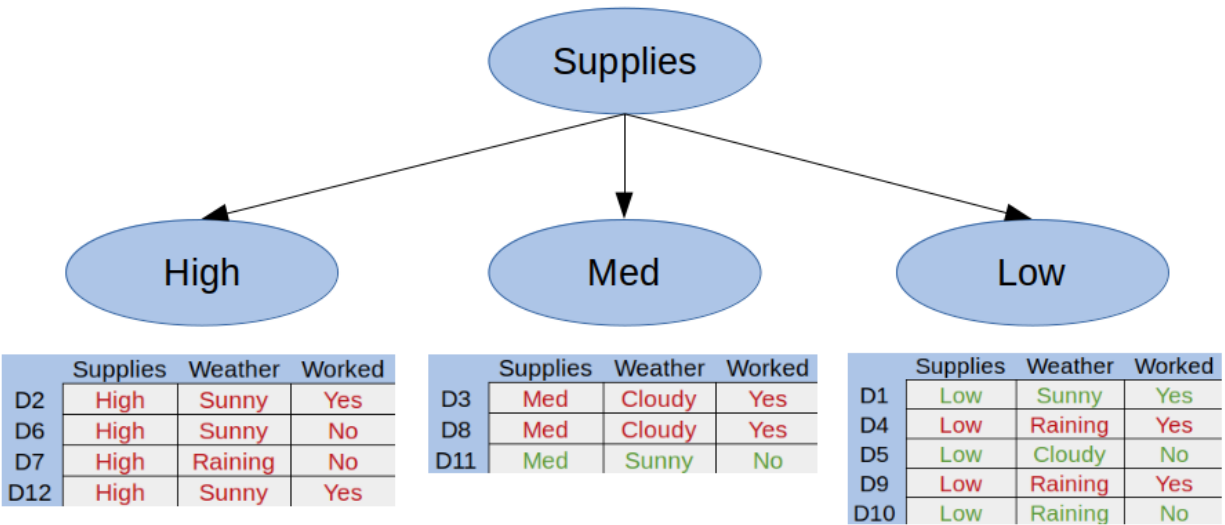 Supplies
High Med Low
Supplies Weather Worked
D2 High Sunny Yes
D6 High Sunny No
D7 High Raining No
D12 High Sunny Yes
Supplies Weather Worked
D3 Med Cloudy Yes
D8 Med Cloudy Yes
D11 Med Sunny No
Supplies Weather Worked
D1 Low Sunny Yes
D4 Low Raining Yes
D5 Low Cloudy No
D9 Low Raining Yes
D10 Low Raining No